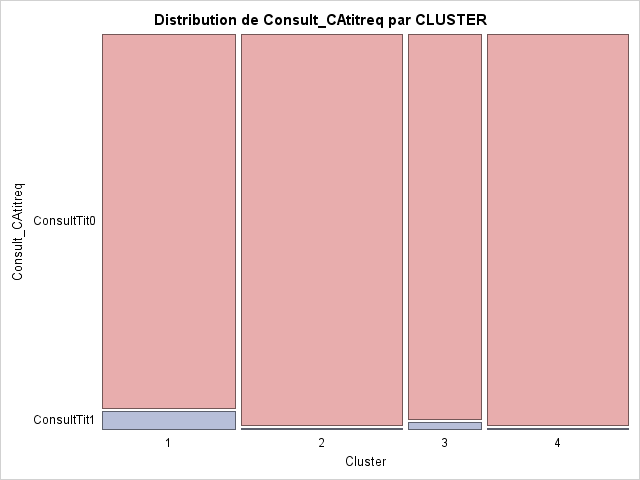 Distribution de Consult_CAtitreq par CLUSTER
Consult_CAtitreq
ConsultTit0
ConsultTit1
1 2 3 4
Cluster